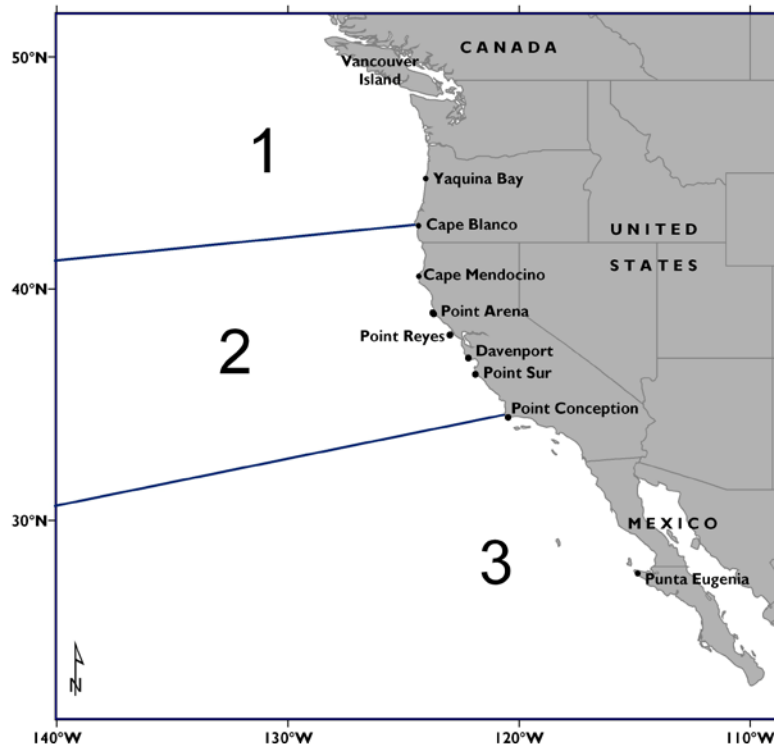 50°N
CANADA
Vancouver
Island
1
Yaquina Bay
Cape Blanco
UNITED
STATES
Cape Mendocino
40°N
Point Arena
Point Reyes
2
Davenport
Point Sur
Point Conception
30°N
MEXICO
3
Punta Eugenia
N
140°W
130°W
120°W
110°W